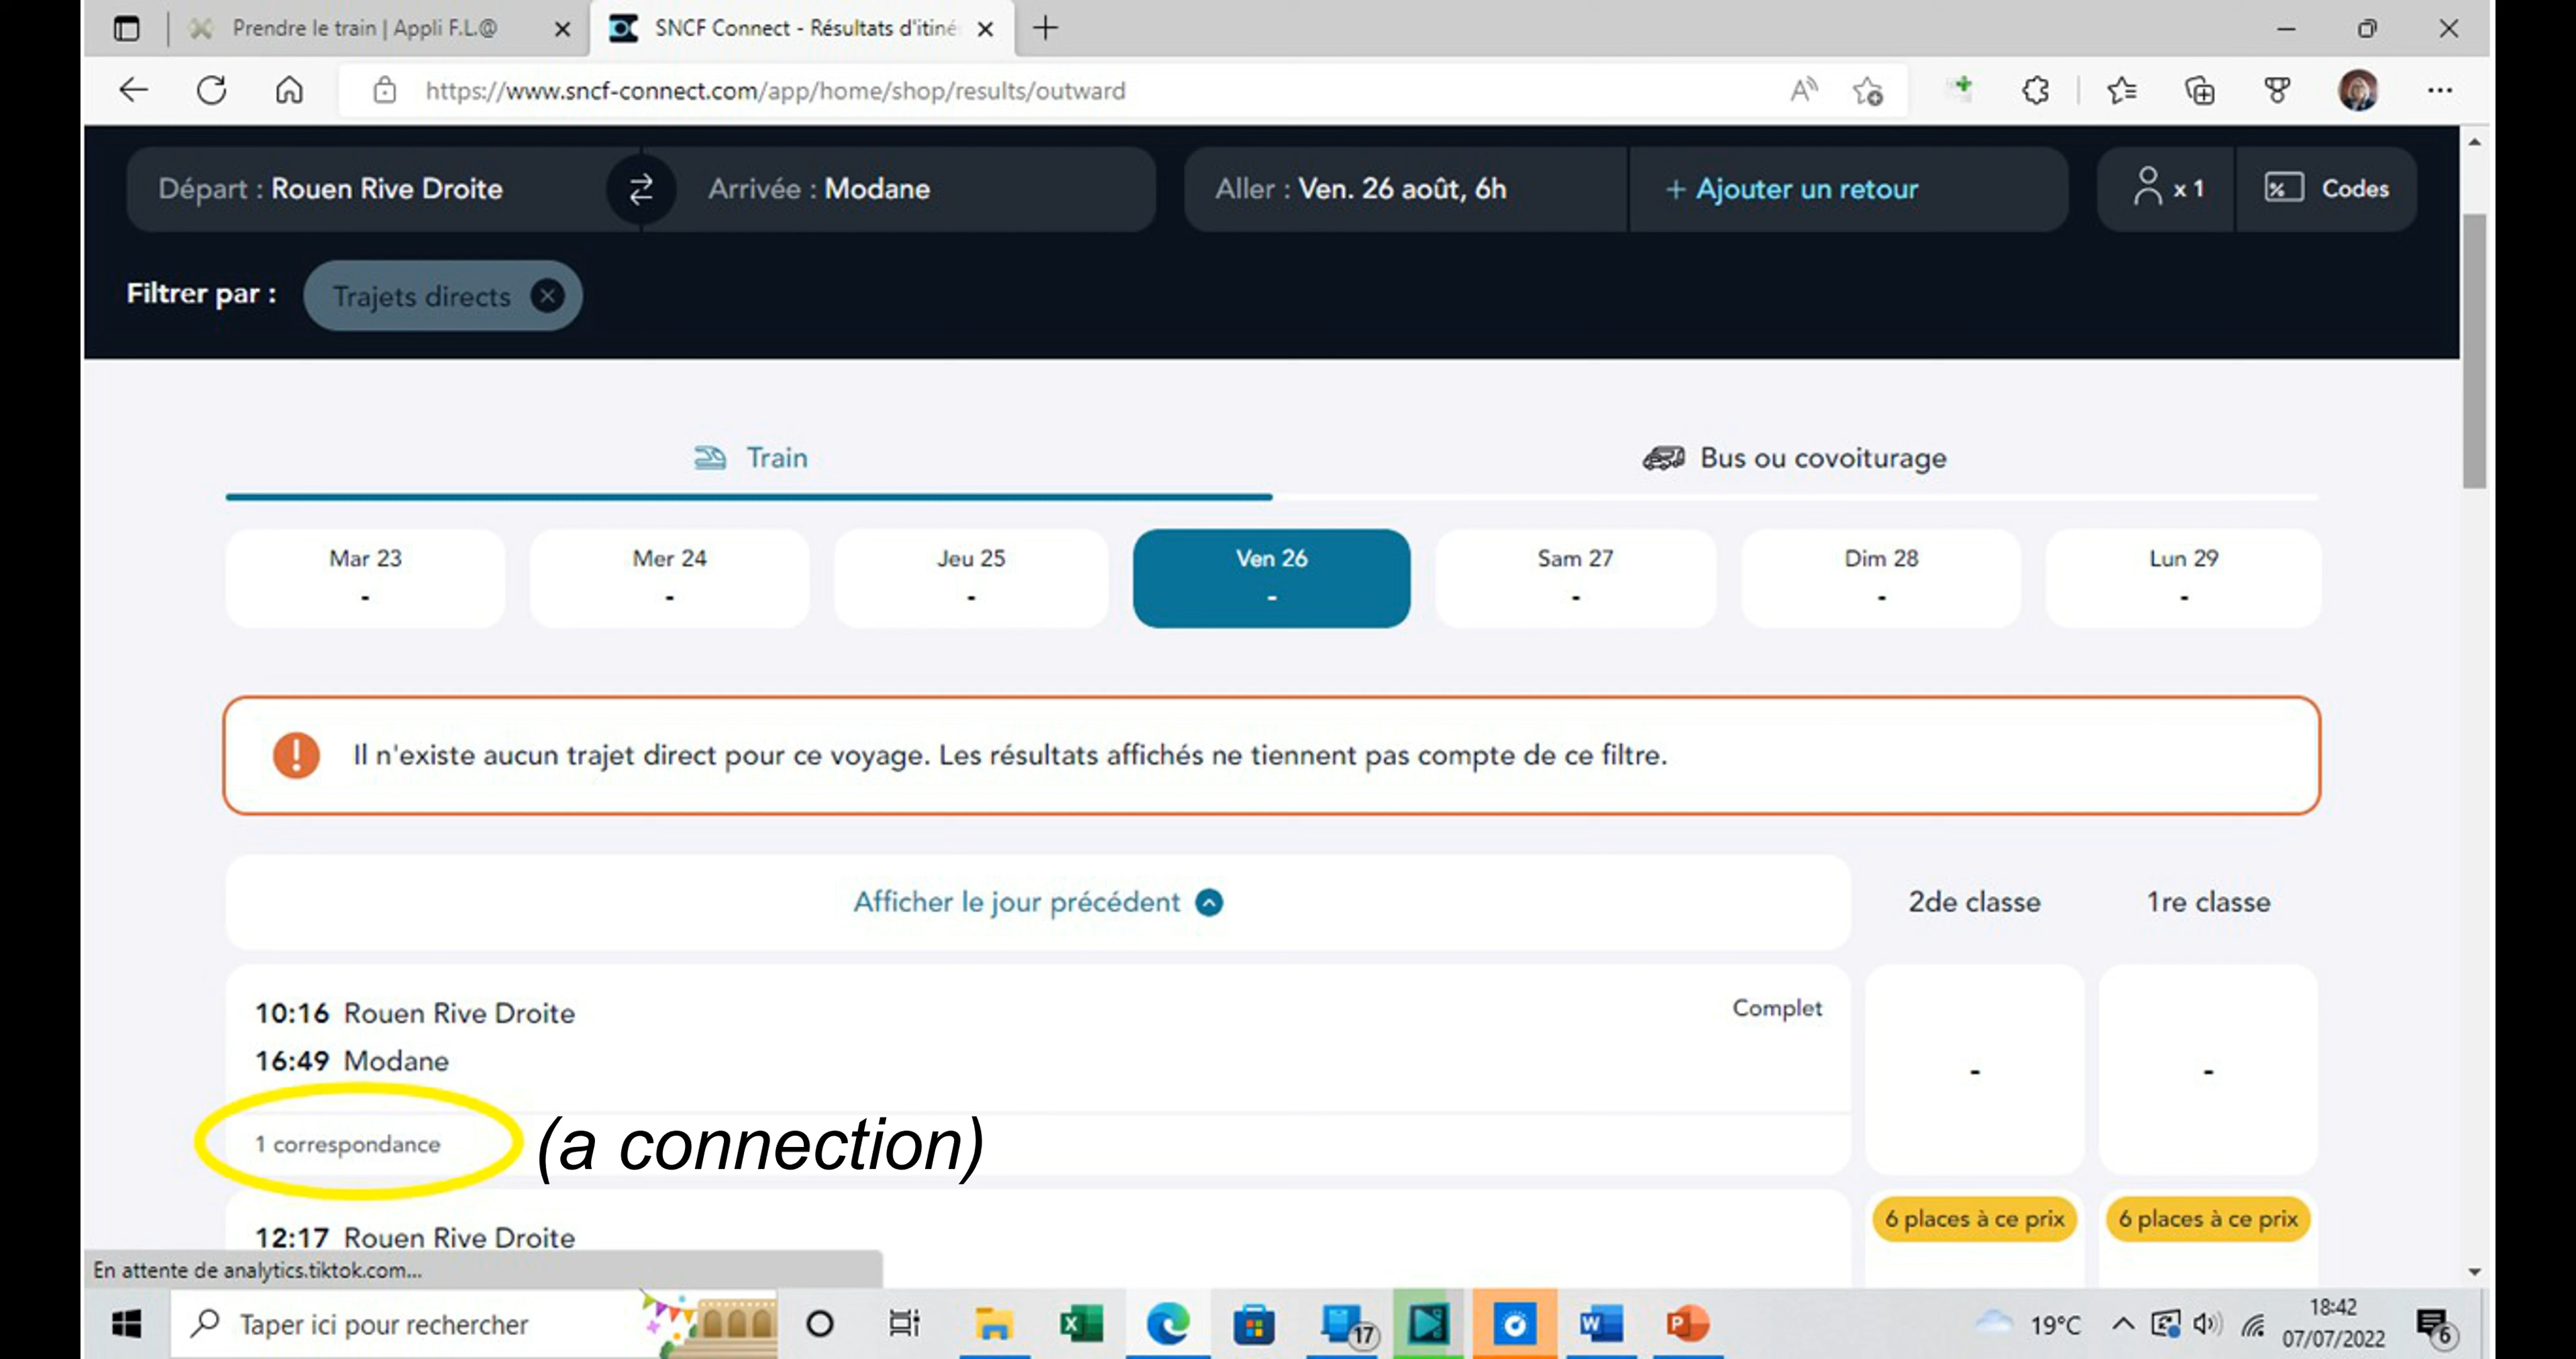 Prendre le train | Appli F.L.@
SNCF Connect - Résultats d'itiné
https://www.sncf-connect.com/app/home/shop/results/outward
Départ : Rouen Rive Droite
Arrivée : Modane
Aller : Ven. 26 août, 6h
+ Ajouter un retour
x 1
Codes
Filtrer par :
Trajets directs
Train
Bus ou covoiturage
Mar 23
-
Mer 24
-
Jeu 25
-
Ven 26
-
Sam 27
-
Dim 28
-
Lun 29
-
Il n'existe aucun trajet direct pour ce voyage. Les résultats affichés ne tiennent pas compte de ce filtre.
Afficher le jour précédent
2de classe
1re classe
10:16 Rouen Rive Droite
Complet
16:49 Modane
-
-
1 correspondance
(a connection)
6 places à ce prix
6 places à ce prix
12:17 Rouen Rive Droite
En attente de analytics.tiktok.com...
Taper ici pour rechercher
17
19°C
18:42
07/07/2022
6